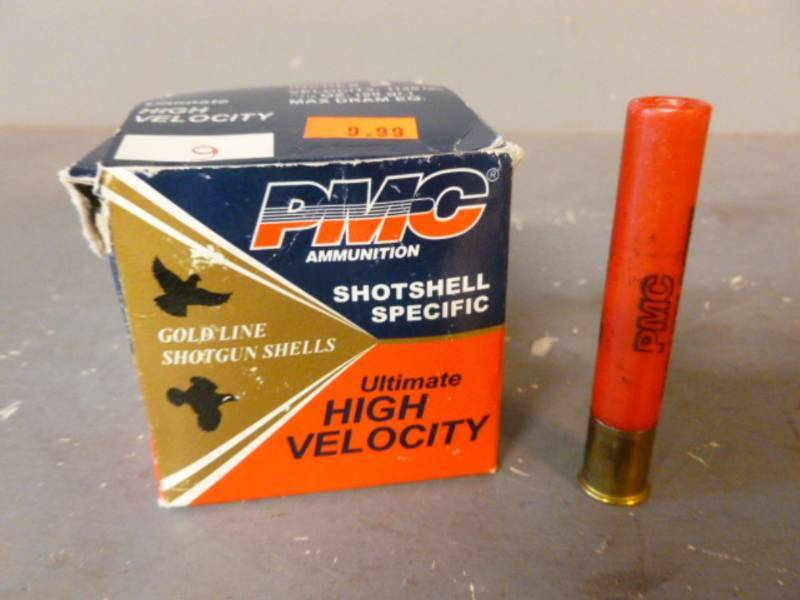 Ultimate
HIGH
VELOCITY
MAX DRAM EQ.
9
9.99
PMC®
AMMUNITION
SHOTSHELL
SPECIFIC
GOLD LINE
SHOTGUN SHELLS
Ultimate
HIGH
VELOCITY
PMC